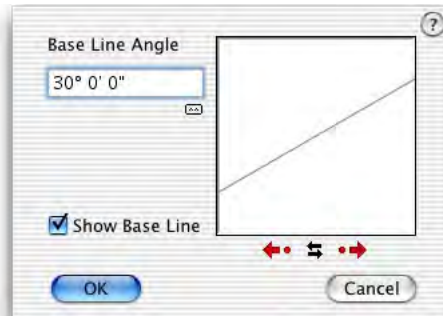 ?
Base Line Angle
30° 0' 0"
Show Base Line
OK
Cancel